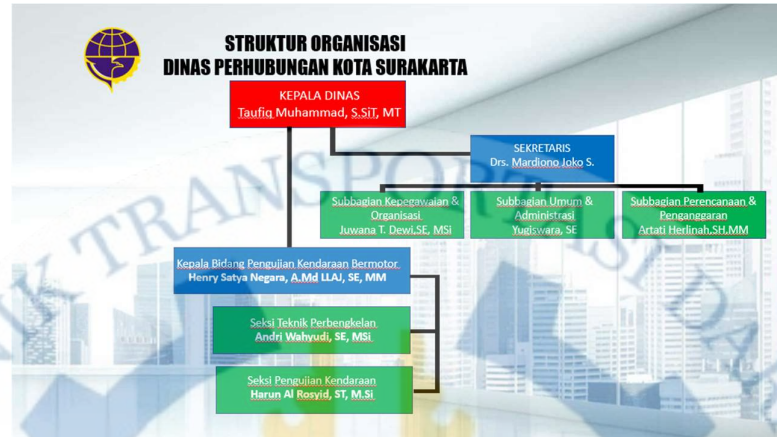 STRUKTUR ORGANISASI
DINAS PERHUBUNGAN KOTA SURAKARTA
KEPALA DINAS
Taufiq Muhammad, S.SiT, MT
SEKRETARIS
Drs. Mardiono Joko S.
Subbagian Kepegawaian &
Organisasi
Juwana T. Dewi,SE, MSi
Subbagian Umum &
Administrasi
Yugiswara, SE
Subbagian Perencanaan &
Penganggaran
Artati Herlinah,SH,MM
Kepala Bidang Pengujian Kendaraan Bermotor
Henry Satya Negara, A.Md LLAJ, SE, MM
Seksi Teknik Perbengkelan
Andri Wahyudi, SE, MSi
Seksi Pengujian Kendaraan
Harun Al Rosyid, ST, M.Si
TRANSPORTASI